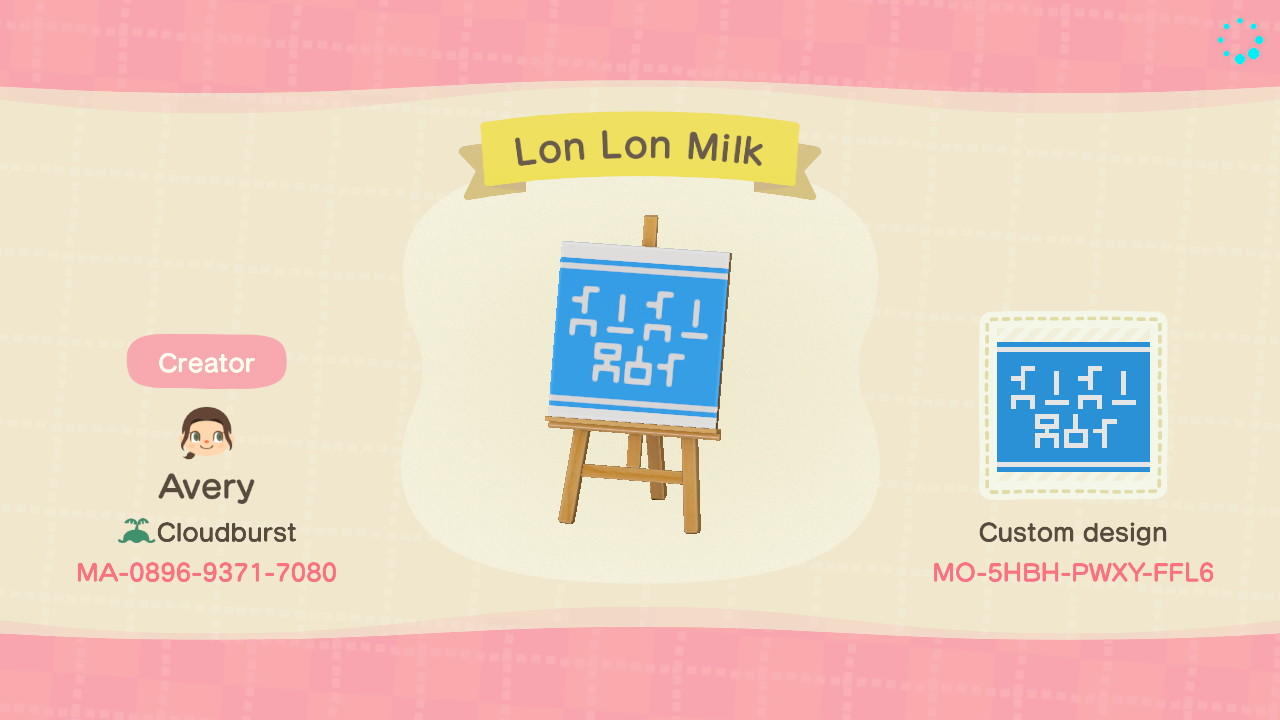 Lon Lon Milk
Creator
Avery
Cloudburst
MA-0896-9371-7080
Custom design
MO-5HBH-PWXY-FFL6